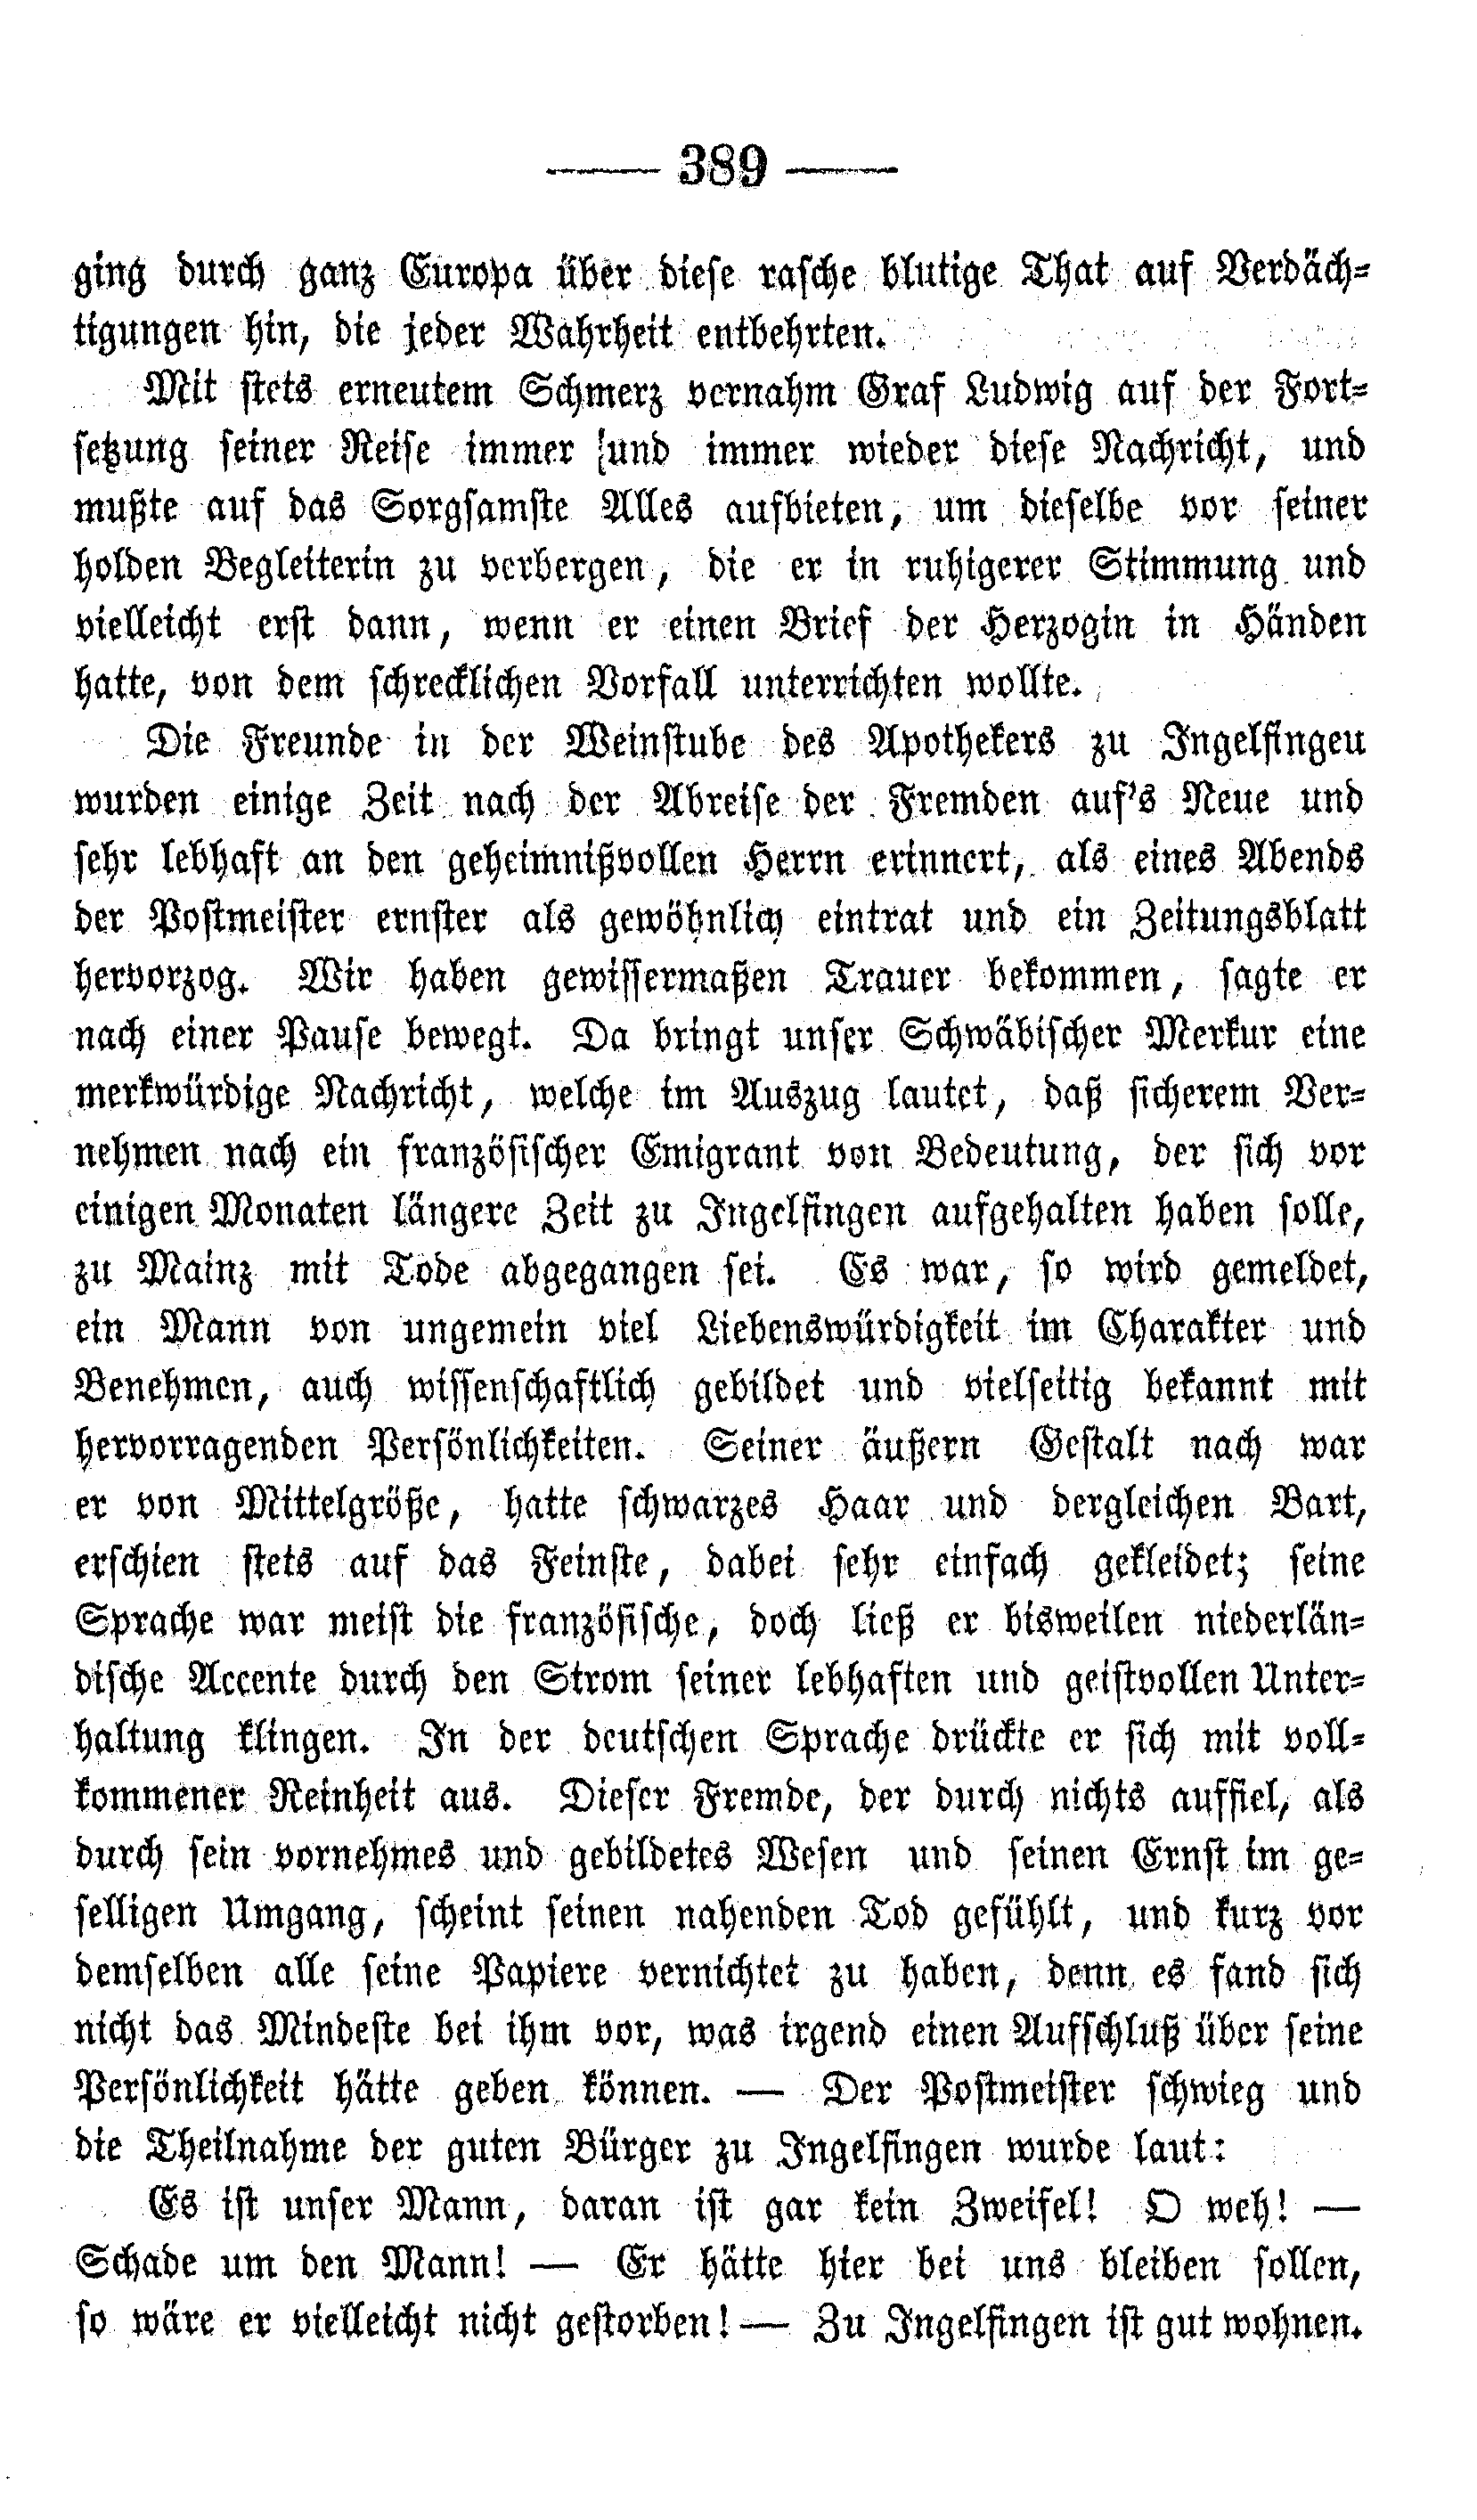 — 389 —
ging durch ganz Europa über diese rasche blutige That auf Verdäch-
tigungen hin, die jeder Wahrheit entbehrten.
Mit stets erneutem Schmerz vernahm Graf Ludwig auf der Fort-
setzung seiner Reise immer und immer wieder diese Nachricht, und
mußte auf das Sorgsamste Alles aufbieten, um dieselbe vor seiner
holden Begleiterin zu verbergen, die er in ruhigerer Stimmung und
vielleicht erst dann, wenn er einen Brief der Herzogin in Händen
hatte, von dem schrecklichen Vorfall unterrichten wollte.
Die Freunde in der Weinstube des Apothekers zu Ingelfingen
wurden einige Zeit nach der Abreise der Fremden auf's Neue und
sehr lebhaft an den geheimnißvollen Herrn erinnert, als eines Abends
der Postmeister ernster als gewöhnlich eintrat und ein Zeitungsblatt
hervorzog. Wir haben gewissermaßen Trauer bekommen, sagte er
nach einer Pause bewegt. Da bringt unser Schwäbischer Merkur eine
merkwürdige Nachricht, welche im Auszug lautet, daß sicherem Ver-
nehmen nach ein französischer Emigrant von Bedeutung, der sich vor
einigen Monaten längere Zeit zu Ingelfingen aufgehalten haben solle,
zu Mainz mit Tode abgegangen sei. Es war, so wird gemeldet,
ein Mann von ungemein viel Liebenswürdigkeit im Charakter und
Benehmen, auch wissenschaftlich gebildet und vielseitig bekannt mit
hervorragenden Persönlichkeiten. Seiner äußern Gestalt nach war
er von Mittelgröße, hatte schwarzes Haar und dergleichen Bart,
erschien stets auf das Feinste, dabei sehr einfach gekleidet; seine
Sprache war meist die französische, doch ließ er bisweilen niederlän-
dische Accente durch den Strom seiner lebhaften und geistvollen Unter-
haltung klingen. In der deutschen Sprache drückte er sich mit voll-
kommener Reinheit aus. Dieser Fremde, der durch nichts auffiel, als
durch sein vornehmes und gebildetes Wesen und seinen Ernst im ge-
selligen Umgang, scheint seinen nahenden Tod gefühlt, und kurz vor
demselben alle seine Papiere vernichtet zu haben, denn es fand sich
nicht das Mindeste bei ihm vor, was irgend einen Aufschluß über seine
Persönlichkeit hätte geben können. — Der Postmeister schwieg und
die Theilnahme der guten Bürger zu Ingelfingen wurde laut:
Es ist unser Mann, daran ist gar kein Zweifel! O weh! —
Schade um den Mann! — Er hätte hier bei uns bleiben sollen,
so wäre er vielleicht nicht gestorben! — Zu Ingelfingen ist gut wohnen.